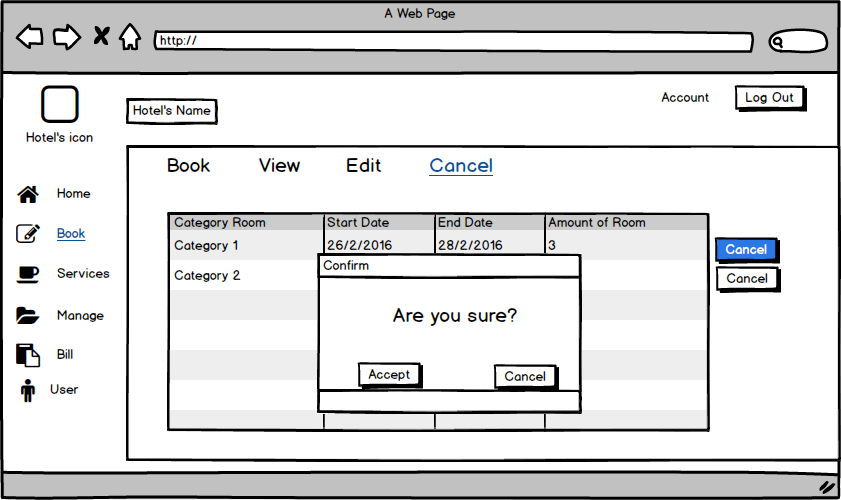 A Web Page
http://
Account
Log Out
Hotel's Name
Hotel's icon
Book View Edit Cancel
Home
Book
Services
Manage
Bill
User
Category Room Start Date End Date Amount of Room
Category 1 26/2/2016 28/2/2016 3 Cancel
Category 2 Cancel
Confirm
Are you sure?
Accept Cancel